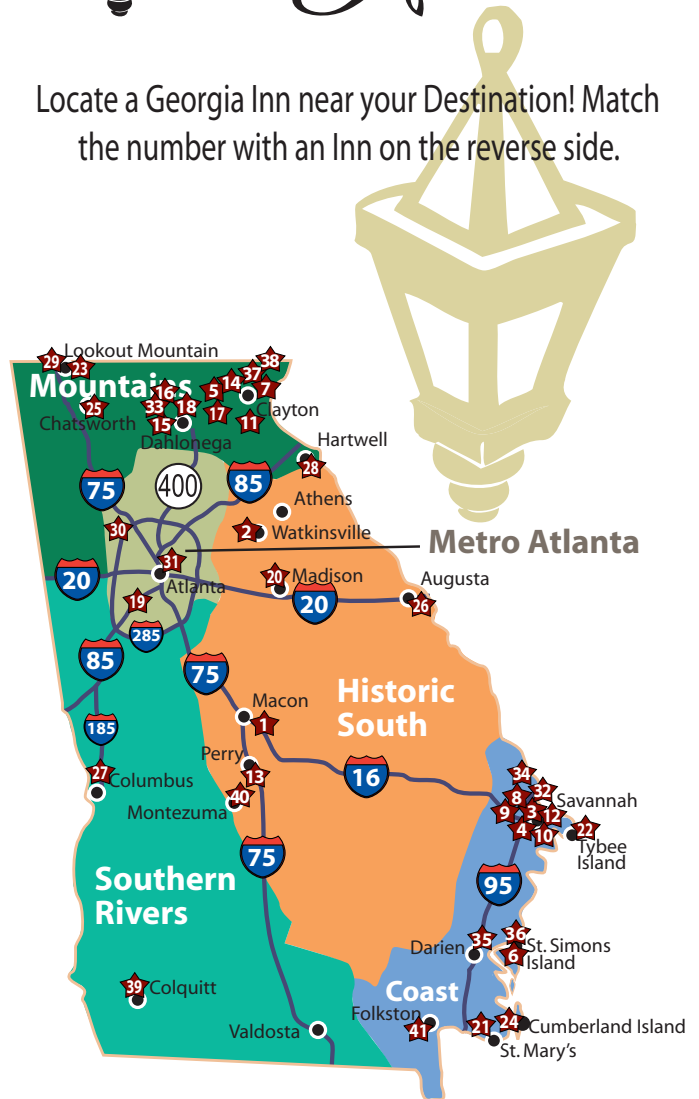 Locate a Georgia Inn near your Destination! Match
the number with an Inn on the reverse side.
Lookout Mountain
29
23
38
37
Mountains
16
5
14
7
25
33
18
17
Clayton
Chatsworth
15
11
Dahlonega
Hartwell
28
75
400
85
Athens
30
2
Watkinsville
Metro Atlanta
31
20
Atlanta
20
Madison
Augusta
19
20
26
285
85
75
Historic
South
Macon
185
1
Perry
27
13
16
34
Columbus
40
8
32
Savannah
Montezuma
9
3
12
4
10
22
Tybee
Island
75
Southern
Rivers
95
35
36
Darien
St. Simons
6
Island
39
Colquitt
Coast
Folkston
41
21
24
Cumberland Island
Valdosta
St. Mary's